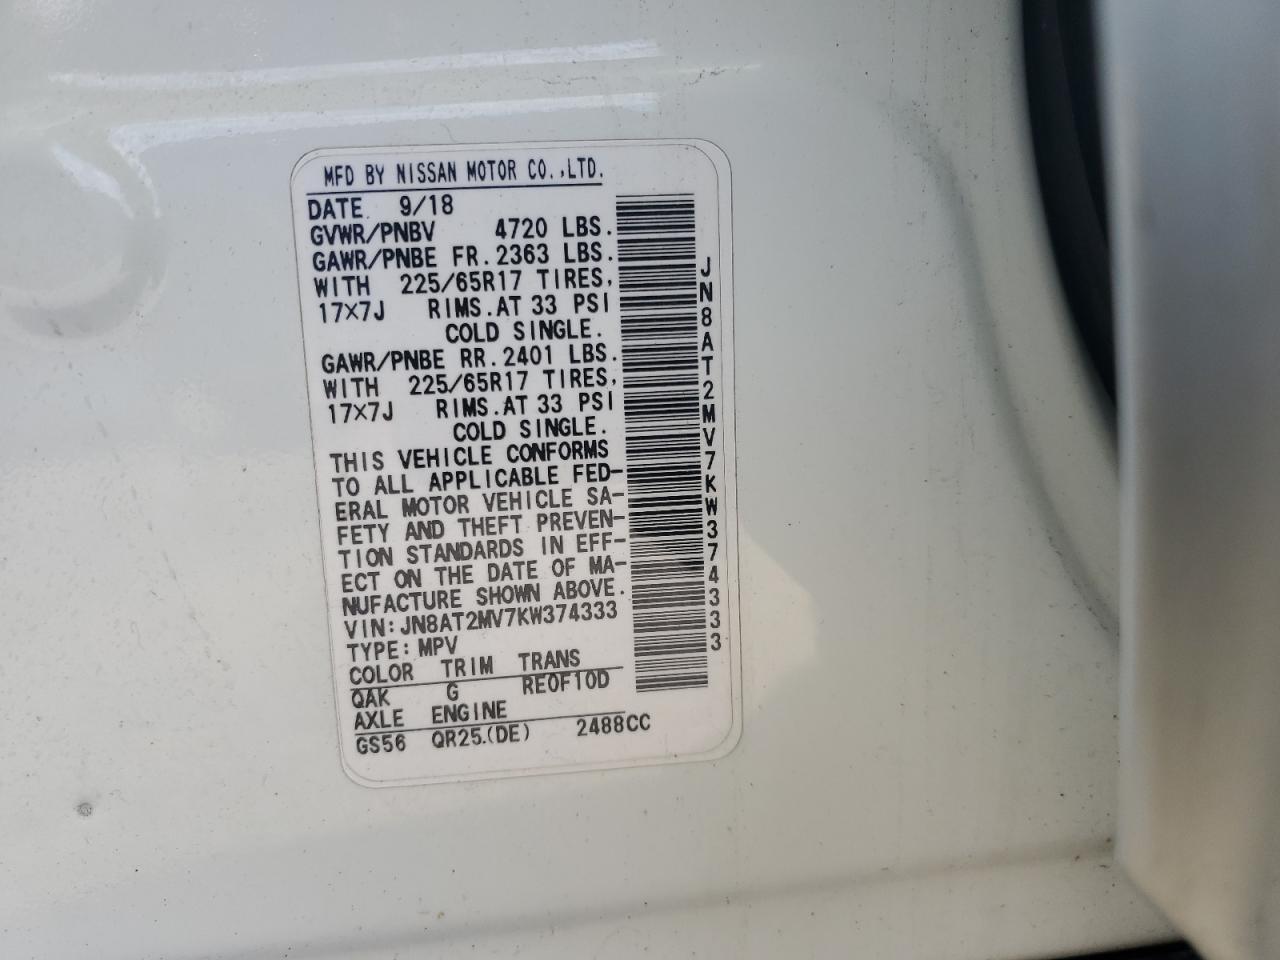 MFD BY NISSAN MOTOR CO.,LTD.
DATE 9/18
GVWR/PNBV 4720 LBS.
GAWR/PNBE FR.2363 LBS.
WITH 225/65R17 TIRES,
17×7J RIMS.AT 33 PSI
COLD SINGLE.
GAWR/PNBE RR.2401 LBS.
WITH 225/65R17 TIRES,
17×7J RIMS.AT 33 PSI
COLD SINGLE.
THIS VEHICLE CONFORMS
TO ALL APPLICABLE FED-
ERAL MOTOR VEHICLE SA-
FETY AND THEFT PREVEN-
TION STANDARDS IN EFF-
ECT ON THE DATE OF MA-
NUFACTURE SHOWN ABOVE.
VIN:JN8AT2MV7KW374333
TYPE:MPV
COLOR TRIM TRANS
QAK G RE0F10D
AXLE ENGINE
GS56 QR25.(DE) 2488CC
JN8AT2MV7KW374333